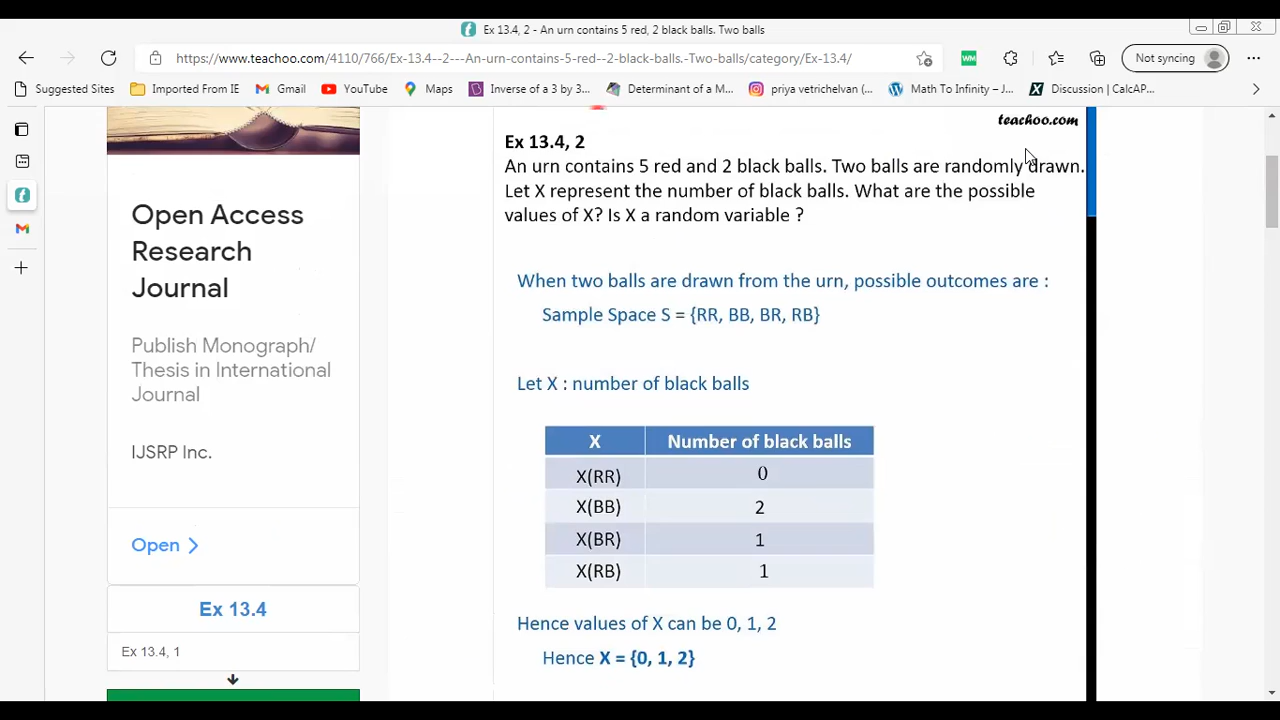 Ex 13.4, 2 - An urn contains 5 red, 2 black balls. Two balls
https://www.teachoo.com/4110/766/Ex-13.4--2---An-urn-contains-5-red--2-black-balls.-Two-balls/category/Ex-13.4/
WM
Not syncing
Suggested Sites
Imported From IE
Gmail
YouTube
Maps
Inverse of a 3 by 3...
Determinant of a M...
priya vetrichelvan (...
Math To Infinity – J...
Discussion | CalcAP...
Open Access
Research
Journal
Publish Monograph/
Thesis in International
Journal
IJSRP Inc.
Open
Ex 13.4
Ex 13.4, 1
teachoo.com
Ex 13.4, 2
An urn contains 5 red and 2 black balls. Two balls are randomly drawn.
Let X represent the number of black balls. What are the possible
values of X? Is X a random variable ?
When two balls are drawn from the urn, possible outcomes are :
Sample Space S = {RR, BB, BR, RB}
Let X : number of black balls
X Number of black balls
X(RR) 0
X(BB) 2
X(BR) 1
X(RB) 1
Hence values of X can be 0, 1, 2
Hence X = {0, 1, 2}